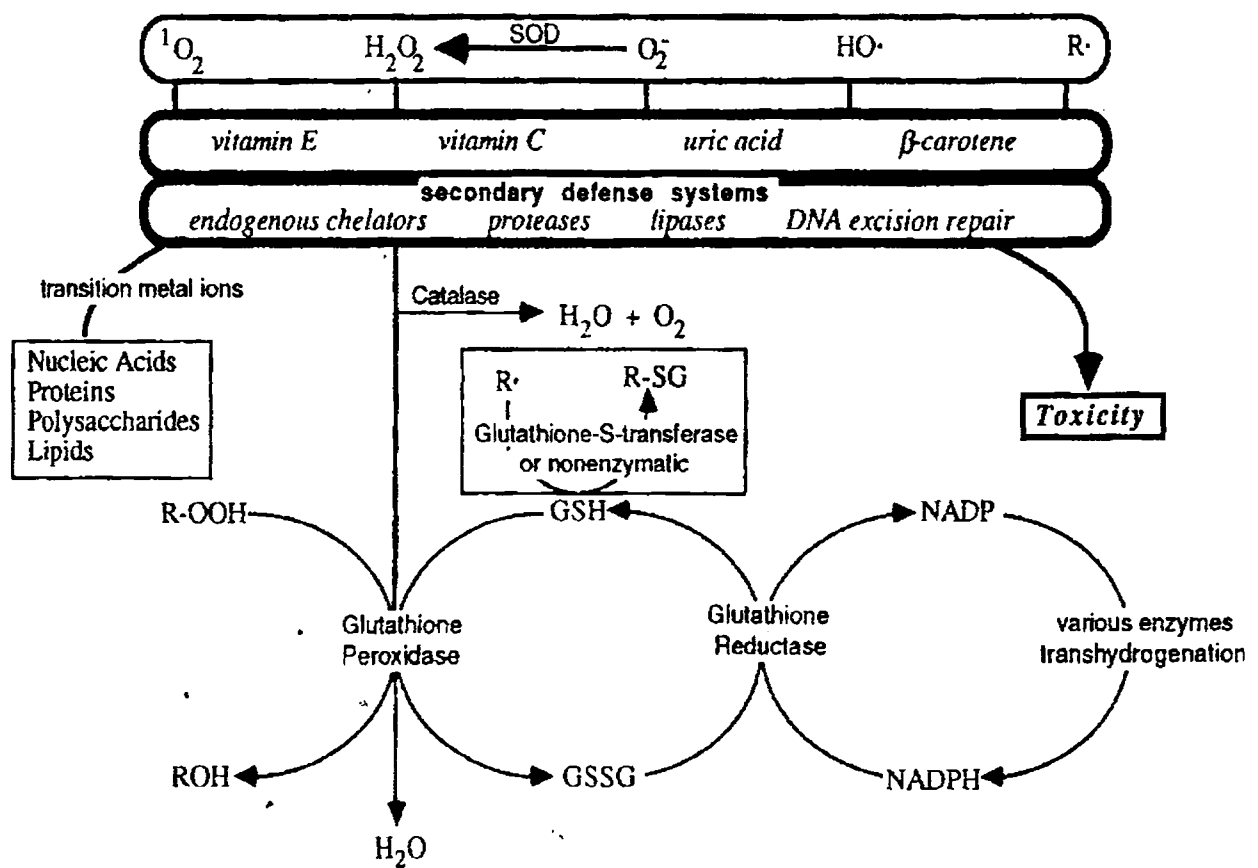 ¹O₂ H₂O₂ SOD O₂⁻ HO· R·
vitamin E vitamin C uric acid β-carotene
secondary defense systems
endogenous chelators proteases lipases DNA excision repair
transition metal ions
Catalase
H₂O + O₂
Nucleic Acids
Proteins
Polysaccharides
Lipids
R· R-SG
Glutathione-S-transferase
or nonenzymatic
Toxicity
R-OOH GSH NADP
Glutathione
Peroxidase
Glutathione
Reductase
various enzymes
transhydrogenation
ROH GSSG NADPH
H₂O